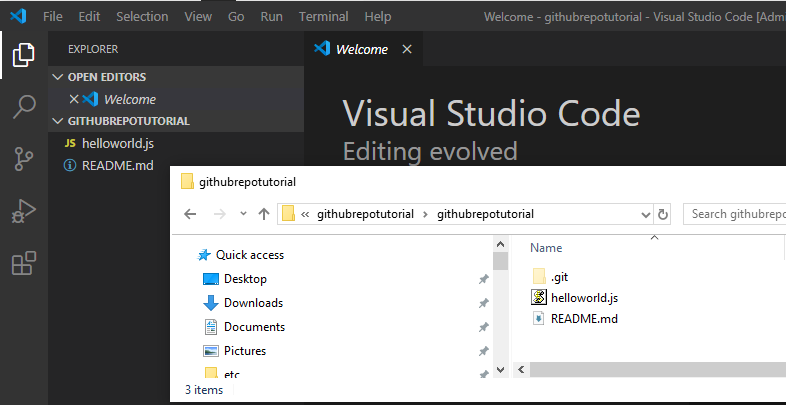 File Edit Selection View Go Run Terminal Help Welcome - githubrepotutorial - Visual Studio Code [Adm
EXPLORER
Welcome
OPEN EDITORS
Welcome
GITHUBREPOTUTORIAL
JS helloworld.js
README.md
Visual Studio Code
Editing evolved
githubrepotutorial
« githubrepotutorial › githubrepotutorial
Search githubrepo
Quick access
Desktop
Downloads
Documents
Pictures
etc
Name
.git
helloworld.js
README.md
3 items